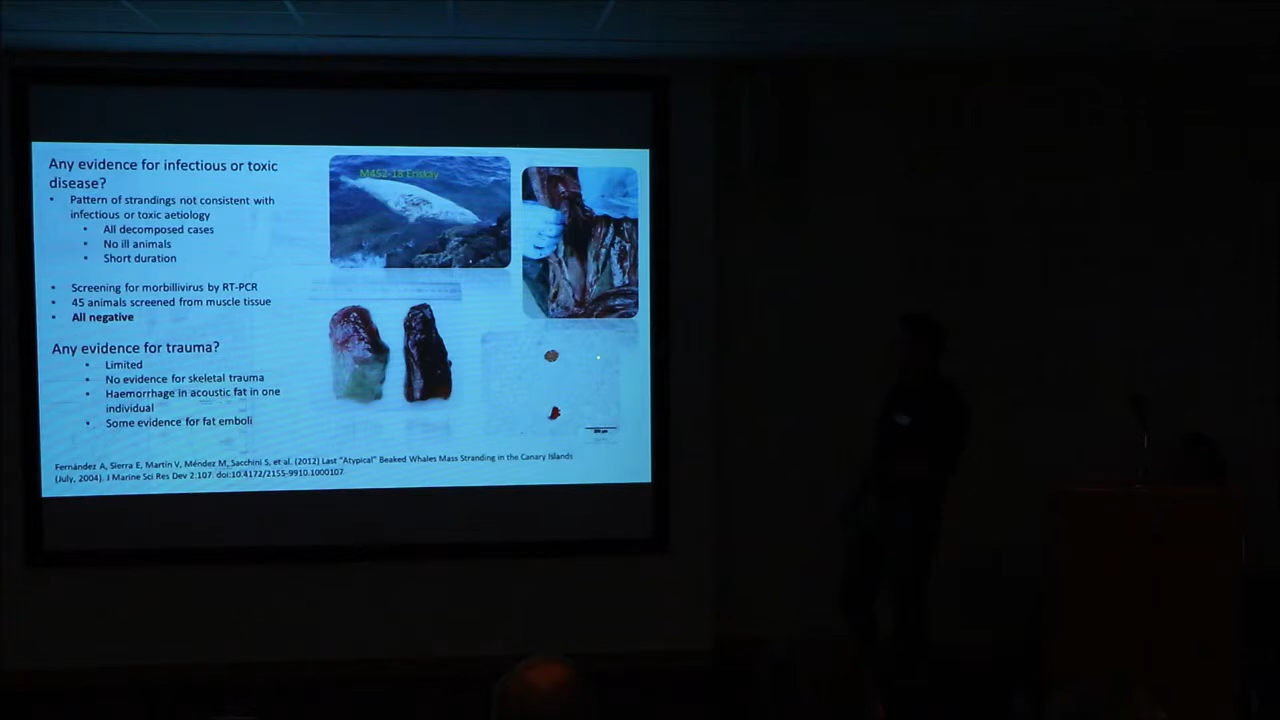 Any evidence for infectious or toxic
disease?
• Pattern of strandings not consistent with
infectious or toxic aetiology
• All decomposed cases
• No ill animals
• Short duration
• Screening for morbillivirus by RT-PCR
• 45 animals screened from muscle tissue
• All negative
Any evidence for trauma?
• Limited
• No evidence for skeletal trauma
• Haemorrhage in acoustic fat in one
individual
• Some evidence for fat emboli
M452-18 Eriskay
Fernández A, Sierra E, Martin V, Méndez M, Sacchini S, et al. (2012) Last "Atypical" Beaked Whales Mass Stranding in the Canary Islands
(July, 2004). J Marine Sci Res Dev 2:107. doi:10.4172/2155-9910.1000107